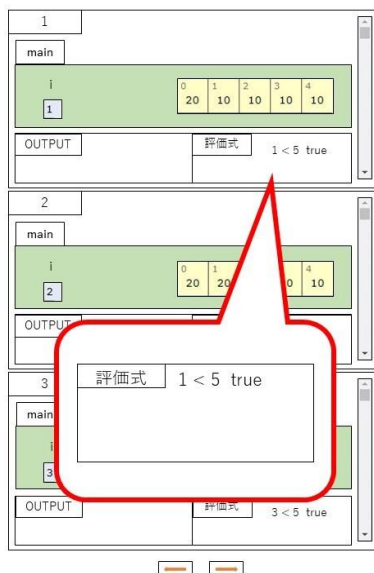 1
main
i
0 1 2 3 4
1
20 10 10 10 10
OUTPUT
評価式
1 < 5 true
2
main
i
0 1 4
2
20 20 0 10
OUTPUT
評価式 1 < 5 true
3
main
3
OUTPUT
評価式
3 < 5 true